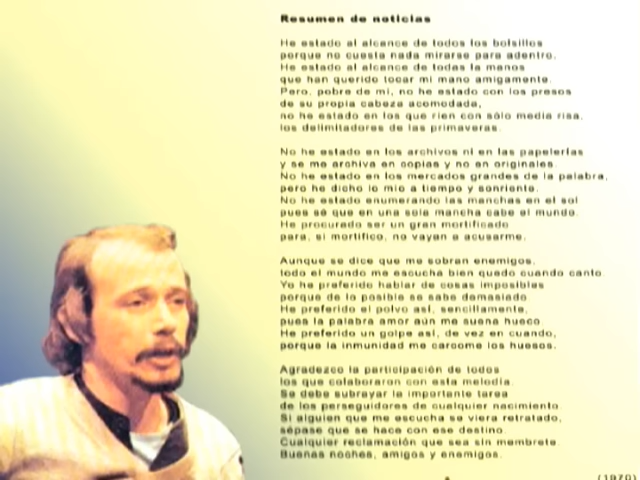 Resumen de noticias
He estado al alcance de todos los bolsillos
porque no cuesta nada mirarse para adentro.
He estado al alcance de todas la manos
que han querido tocar mi mano amigamente.
Pero, pobre de mi, no he estado con los presos
de su propia cabeza acomodada,
no he estado en los que rien con sólo media risa,
los delimitadores de las primaveras.
No he estado en los archivos ni en las papelerías
y se me archiva en copias y no en originales.
No he estado en los mercados grandes de la palabra,
pero he dicho lo mio a tiempo y sonriente.
No he estado enumerando las manchas en el sol
pues sé que en una sola mancha cabe el mundo.
He procurado ser un gran mortificado
para, si mortifico, no vayan a acusarme.
Aunque se dice que me sobran enemigos.
todo el mundo me escucha bien quedo cuando canto.
Yo he preferido hablar de cosas imposibles
porque de lo posible se sabe demasiado
He preferido el polvo así, sencillamente,
pues la palabra amor aún me suena hueco
He preferido un golpe así, de vez en cuando,
porque la inmunidad me carcome los huesos.
Agradezco la participación de todos
los que colaboraron con esta melodía.
Se debe subrayar la importante tarea
de los perseguidores de cualquier nacimiento.
Si alguien que me escucha se viera retratado,
sépase que se hace con ese destino.
Cualquier reclamación que sea sin membrete.
Buenas noches, amigos y enemigos.
(1970)